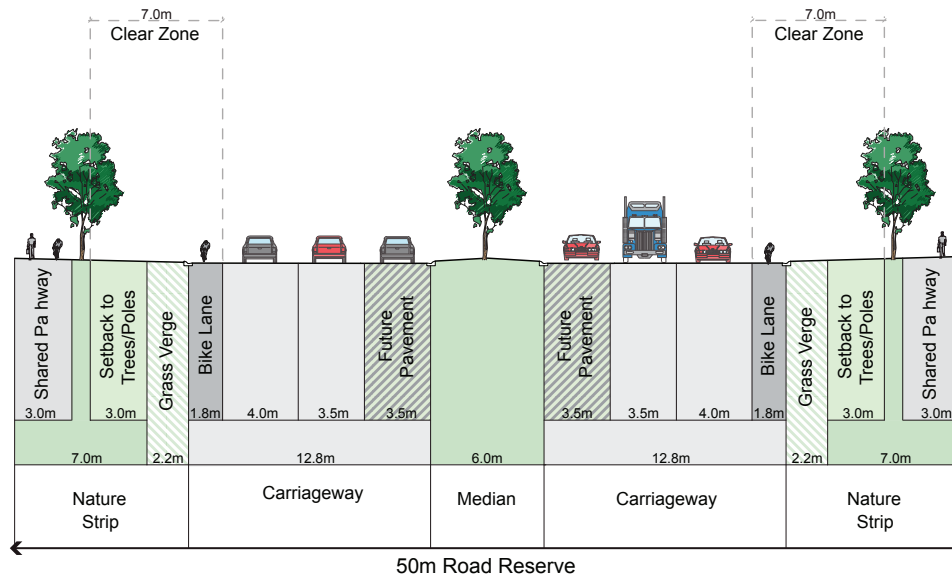 7.0m
Clear Zone
7.0m
Clear Zone
Shared Pa hway
Setback to
Trees/Poles
Grass Verge
Bike Lane
Future
Pavement
Future
Pavement
Bike Lane
Grass Verge
Setback to
Trees/Poles
Shared Pa hway
3.0m
3.0m
1.8m
4.0m
3.5m
3.5m
3.5m
3.5m
4.0m
1.8m
3.0m
3.0m
7.0m
2.2m
12.8m
6.0m
12.8m
2.2m
7.0m
Nature
Strip
Carriageway
Median
Carriageway
Nature
Strip
50m Road Reserve